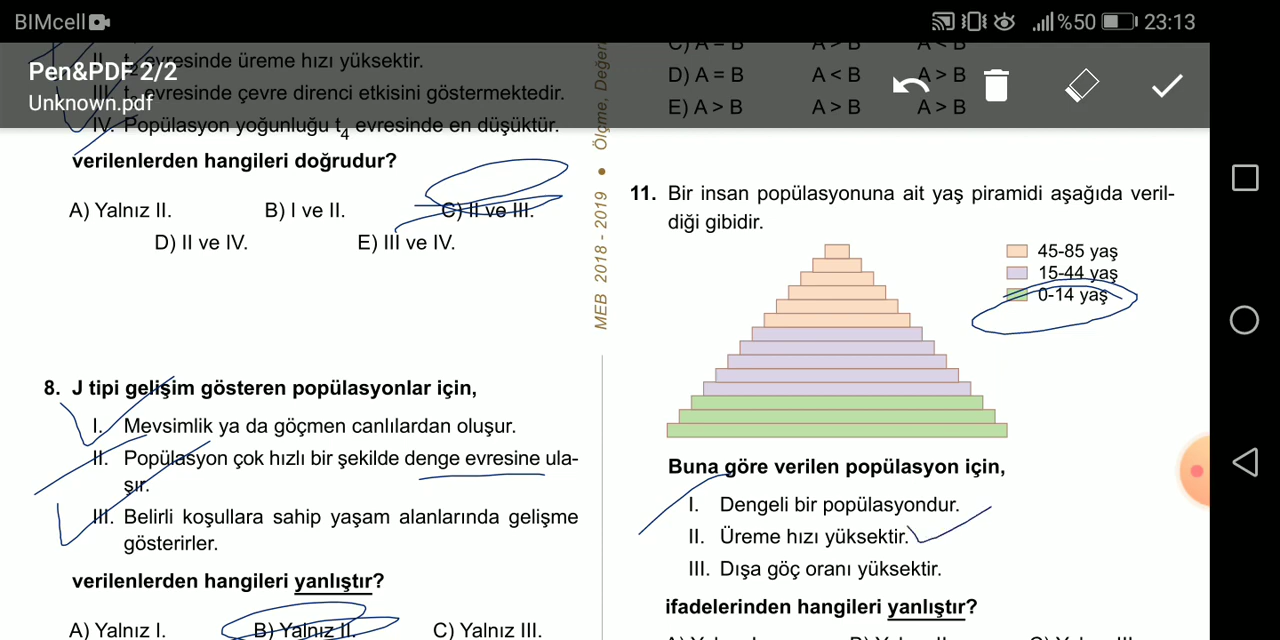 BIMcell %50 23:13
Pen&PDF 2/2
Unknown.pdf
II. t2 evresinde üreme hızı yüksektir.
III. evresinde çevre direnci etkisini göstermektedir.
IV. Popülasyon yoğunluğu t4 evresinde en düşüktür.
verilenlerden hangileri doğrudur?
A) Yalnız II. B) I ve II. C) II ve III.
D) II ve IV. E) III ve IV.
8. J tipi gelişim gösteren popülasyonlar için,
I. Mevsimlik ya da göçmen canlılardan oluşur.
II. Popülasyon çok hızlı bir şekilde denge evresine ula-
şır.
III. Belirli koşullara sahip yaşam alanlarında gelişme
gösterirler.
verilenlerden hangileri yanlıştır?
A) Yalnız I. B) Yalnız II. C) Yalnız III.
MEB 2018 - 2019 ● Ölçme, Değer
C) A = B A > B A < B
D) A = B A < B A > B
E) A > B A > B A > B
11. Bir insan popülasyonuna ait yaş piramidi aşağıda veril-
diği gibidir.
45-85 yaş
15-44 yaş
0-14 yaş
Buna göre verilen popülasyon için,
I. Dengeli bir popülasyondur.
II. Üreme hızı yüksektir.
III. Dışa göç oranı yüksektir.
ifadelerinden hangileri yanlıştır?